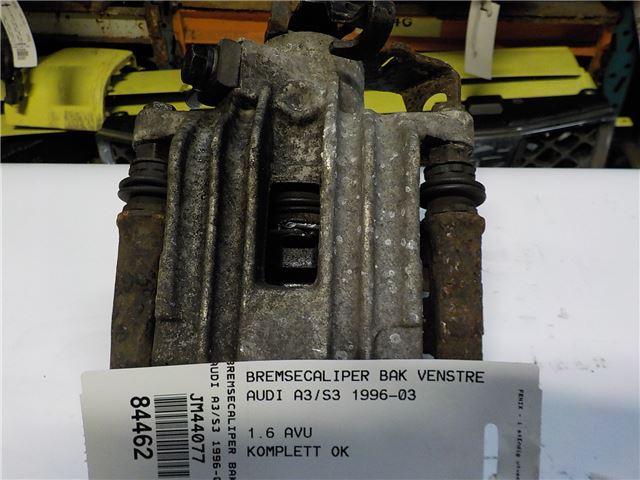 BREMSECALIPER BAK VENSTRE
AUDI A3/S3 1996-03
1.6 AVU
KOMPLETT OK
BREMSECALIPER BAK
AUDI A3/S3 1996-0
JM44077
84462
4G